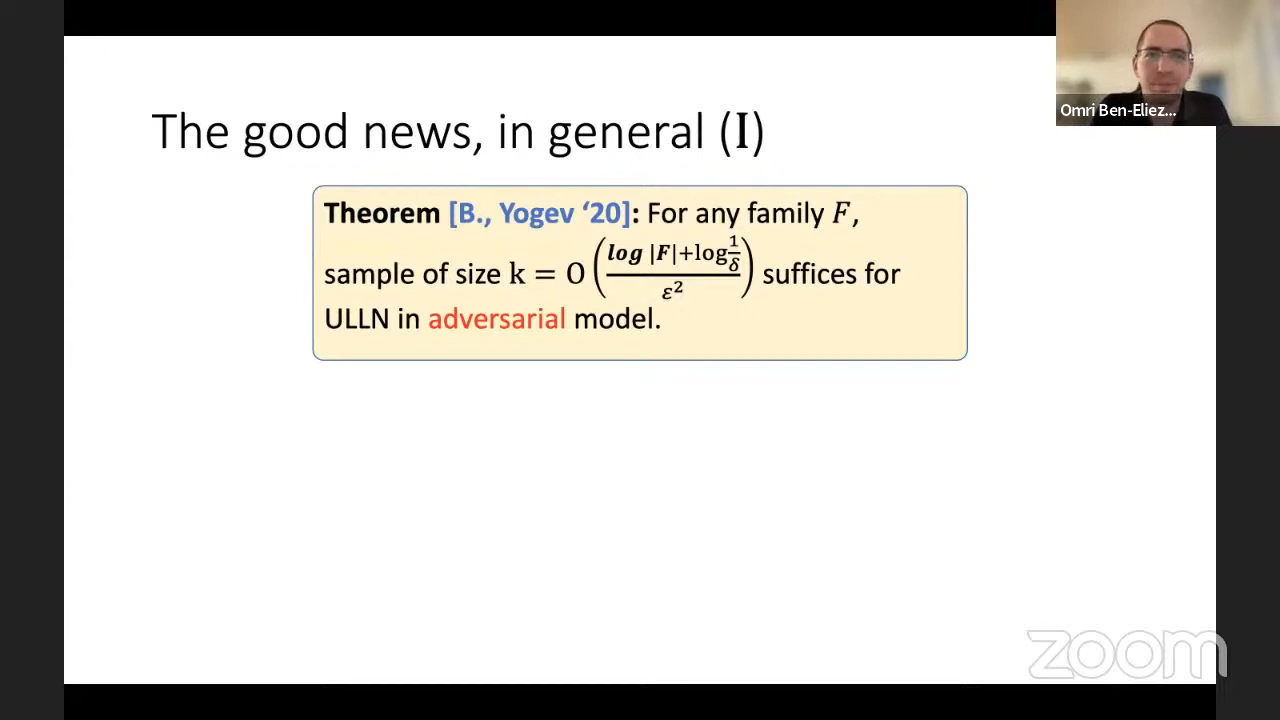 Omri Ben-Eliez...
The good news, in general (I)
Theorem [B., Yogev ‘20]: For any family F,
sample of size k = O((log |F|+log 1/δ)/ε²) suffices for
ULLN in adversarial model.
zoom